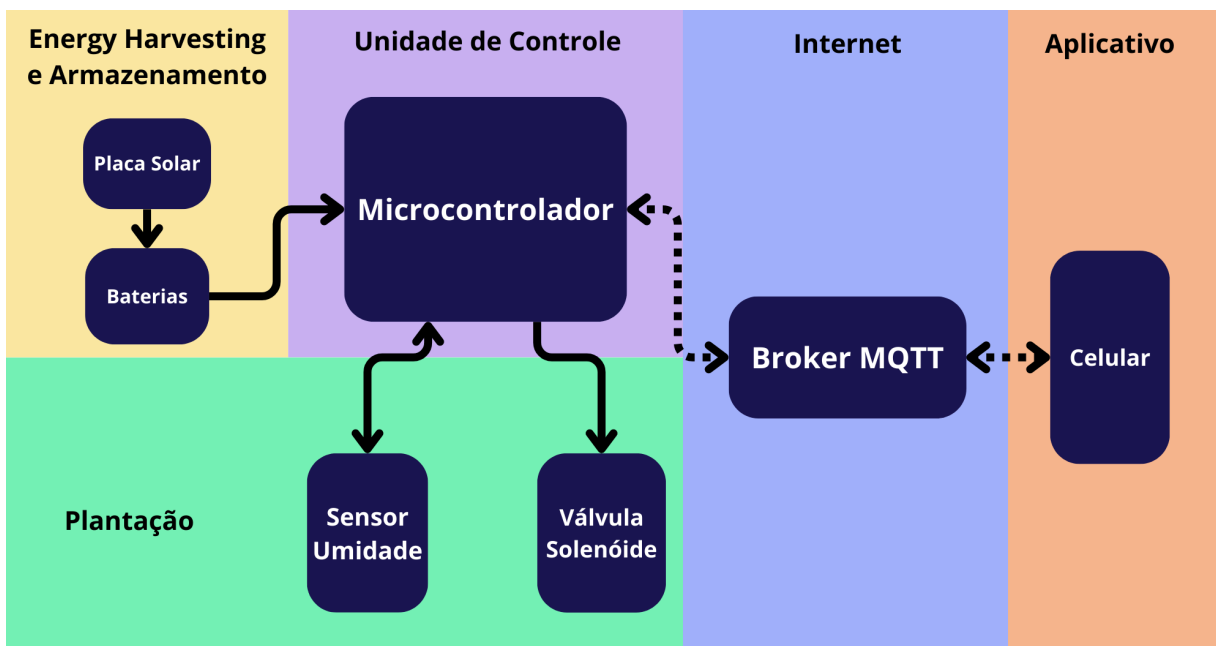 Energy Harvesting
e Armazenamento
Unidade de Controle
Internet
Aplicativo
Placa Solar
Microcontrolador
Baterias
Broker MQTT
Celular
Plantação
Sensor
Umidade
Válvula
Solenóide